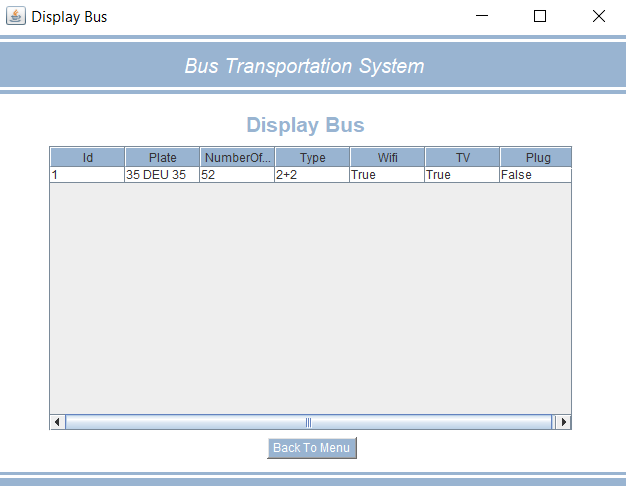 Display Bus
Bus Transportation System
Display Bus
Id Plate NumberOf... Type Wifi TV Plug
1 35 DEU 35 52 2+2 True True False
Back To Menu